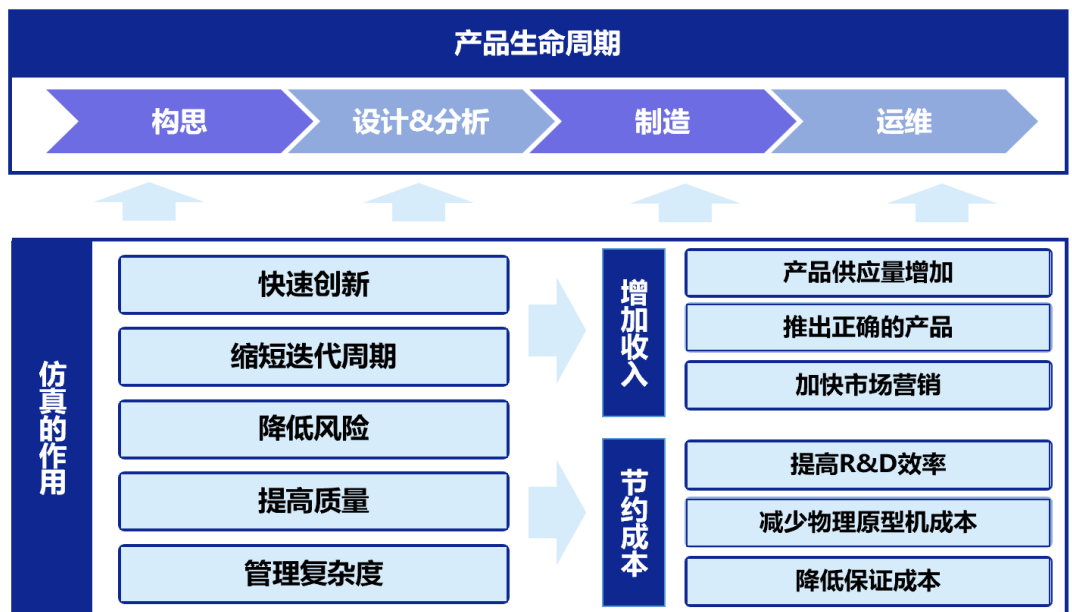 产品生命周期
构思
设计&分析
制造
运维
仿真的作用
快速创新
缩短迭代周期
降低风险
提高质量
管理复杂度
增加收入
产品供应量增加
推出正确的产品
加快市场营销
节约成本
提高R&D效率
减少物理原型机成本
降低保证成本